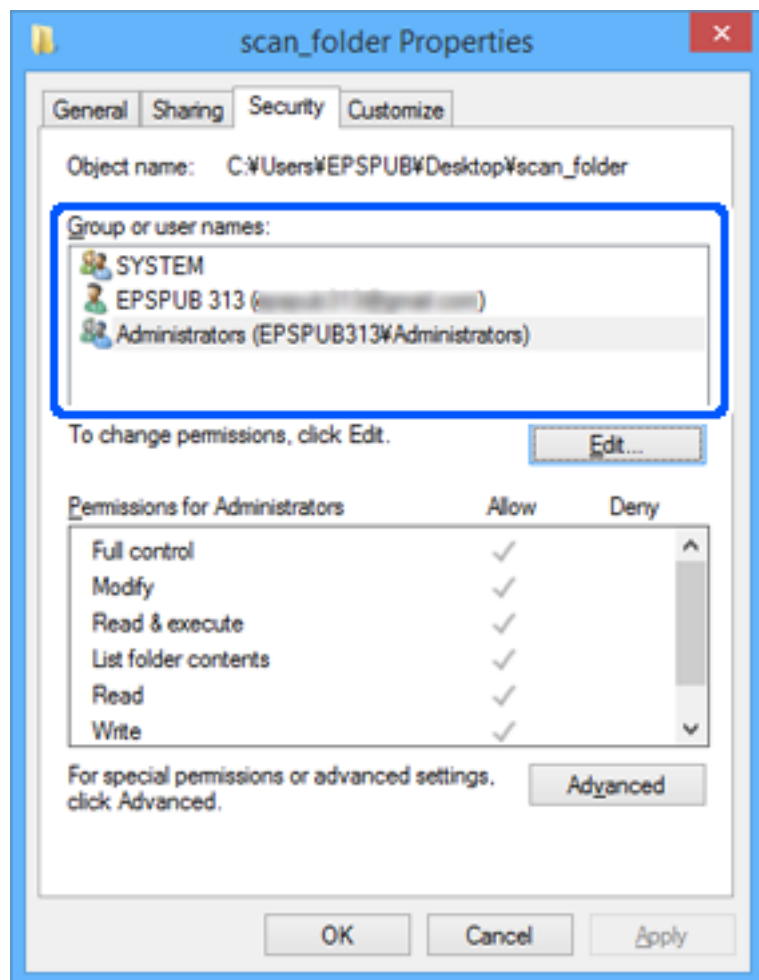 scan_folder Properties
General Sharing Security Customize
Object name: C:¥Users¥EPSPUB¥Desktop¥scan_folder
Group or user names:
SYSTEM
EPSPUB 313 ( )
Administrators (EPSPUB313¥Administrators)
To change permissions, click Edit.
Edit...
Permissions for Administrators Allow Deny
Full control
Modify
Read & execute
List folder contents
Read
Write
For special permissions or advanced settings,
click Advanced.
Advanced
OK Cancel Apply